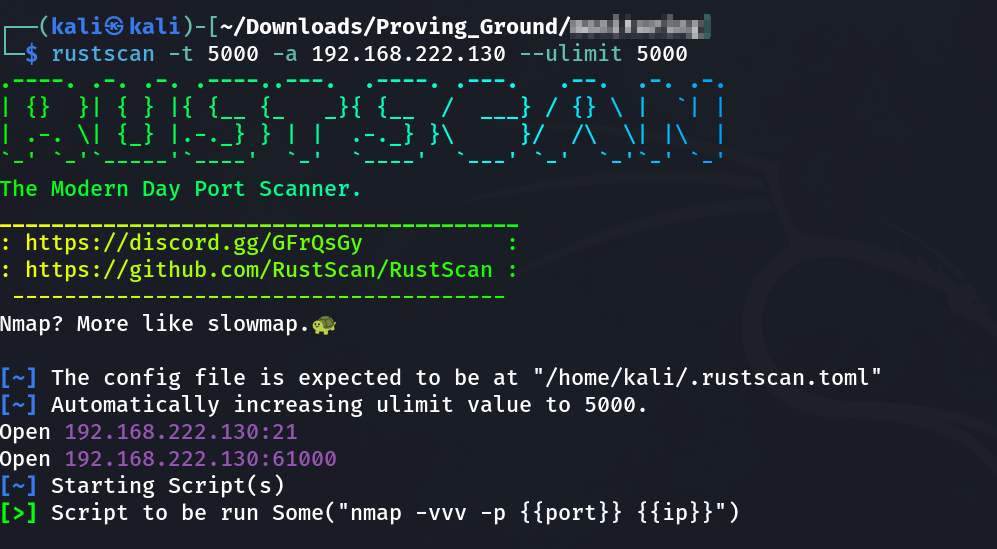 ┌──(kali㉿kali)-[~/Downloads/Proving_Ground/
└─$ rustscan -t 5000 -a 192.168.222.130 --ulimit 5000
.----. .-. .-. .----..---.  .----. .---.   .--.  .-. .-.
| {}  }| { } |{ {__ {_   _}{ {__  /  ___} / {} \ |  `| |
| .-. \| {_} |.-._} } | |  .-._} }\     }/  /\  \| |\  |
`-' `-'`-----'`----'  `-'  `----'  `---' `-'  `-'`-' `-'
The Modern Day Port Scanner.
________________________________________
: https://discord.gg/GFrQsGy           :
: https://github.com/RustScan/RustScan :
 --------------------------------------
Nmap? More like slowmap.🐢
[~] The config file is expected to be at "/home/kali/.rustscan.toml"
[~] Automatically increasing ulimit value to 5000.
Open 192.168.222.130:21
Open 192.168.222.130:61000
[~] Starting Script(s)
[>] Script to be run Some("nmap -vvv -p {{port}} {{ip}}")